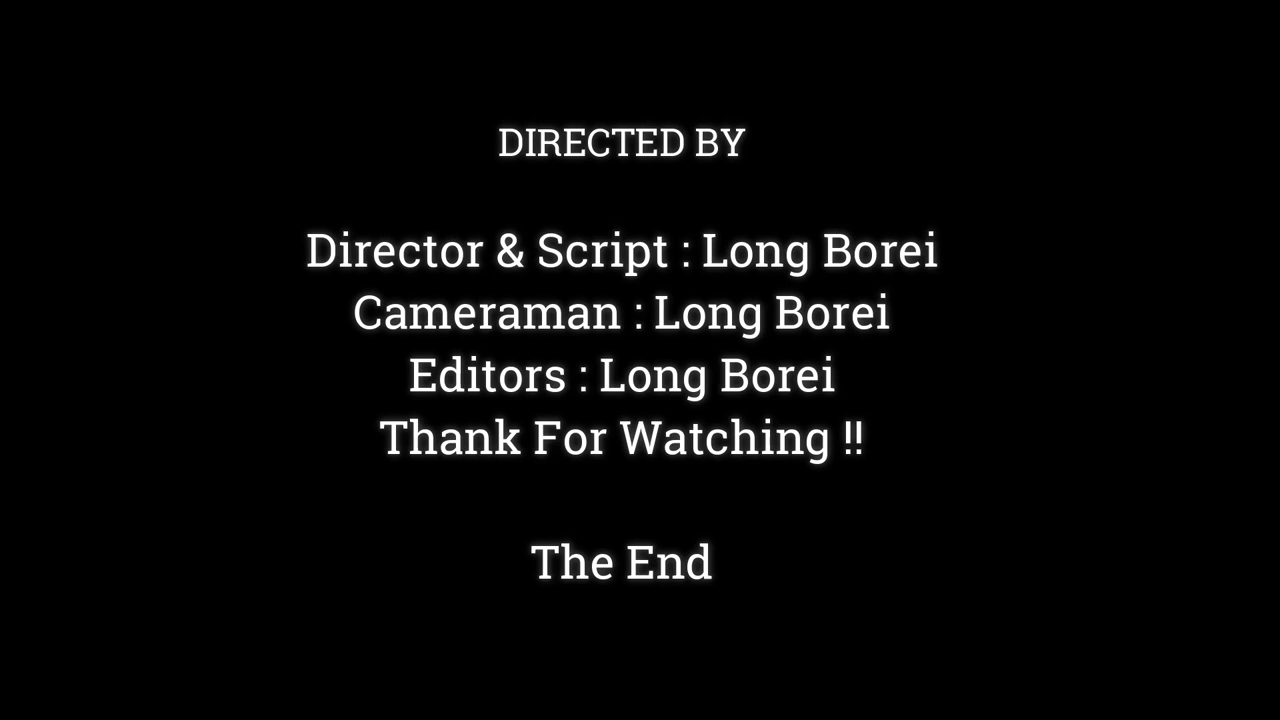 DIRECTED BY
Director & Script : Long Borei
Cameraman : Long Borei
Editors : Long Borei
Thank For Watching !!
The End